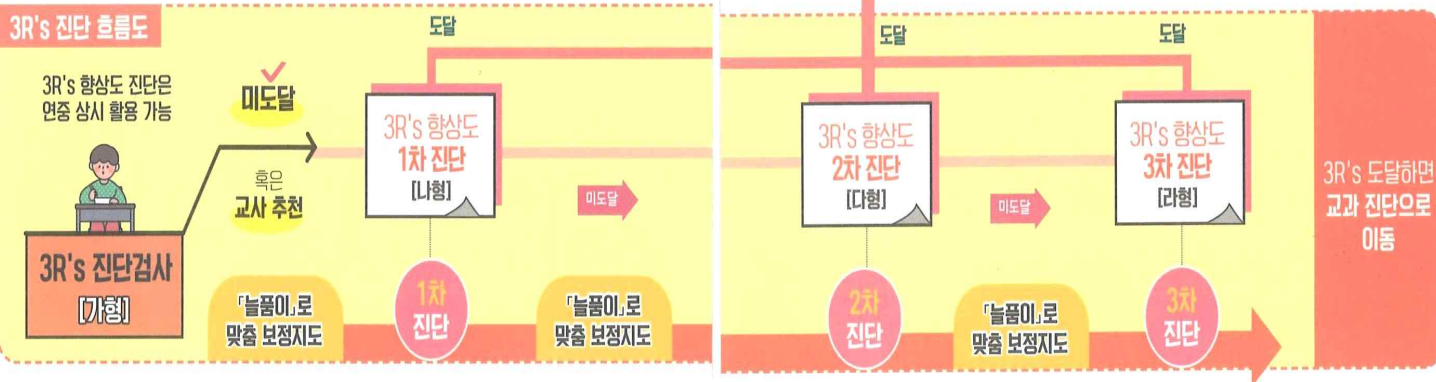 3R's 진단 흐름도
3R's 향상도 진단은
연중 상시 활용 가능
미도달
혹은
교사 추천
3R's 진단검사
[가형]
「늘품이」로
맞춤 보정지도
도달
3R's 향상도
1차 진단
[나형]
1차
진단
미도달
「늘품이」로
맞춤 보정지도
도달
3R's 향상도
2차 진단
[다형]
2차
진단
미도달
「늘품이」로
맞춤 보정지도
도달
3R's 향상도
3차 진단
[라형]
3차
진단
3R's 도달하면
교과 진단으로
이동